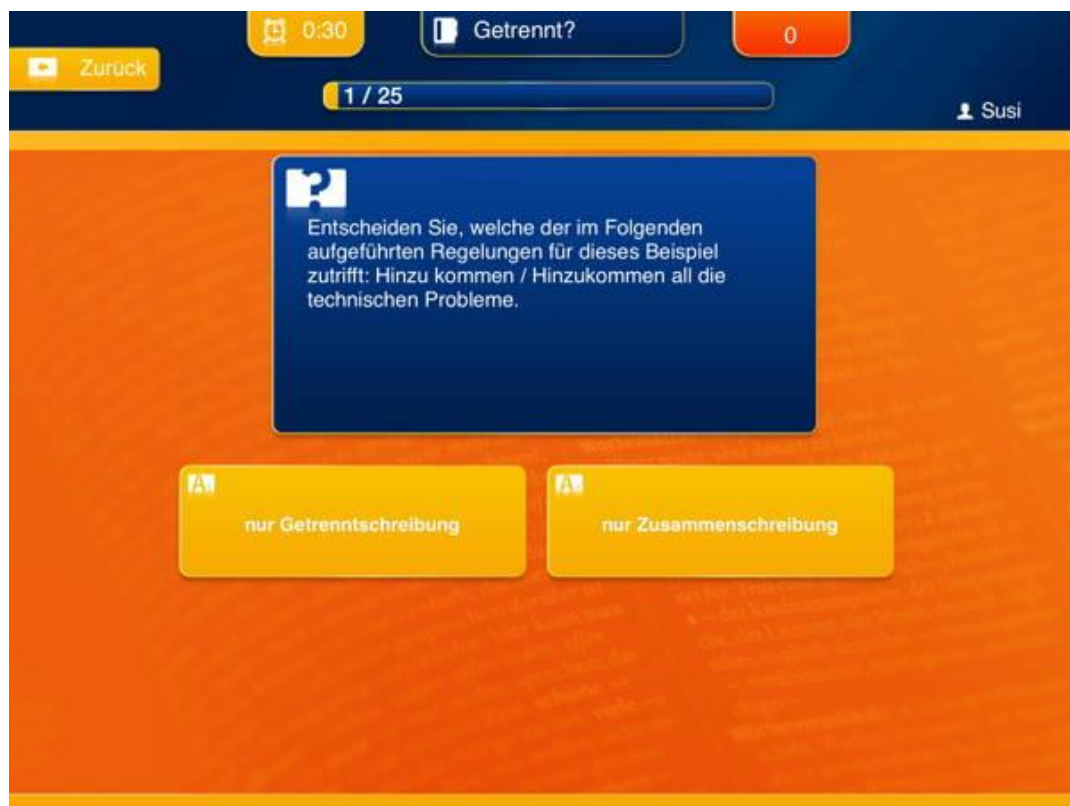 0:30
Getrennt?
0
Zurück
1 / 25
Susi
Entscheiden Sie, welche der im Folgenden
aufgeführten Regelungen für dieses Beispiel
zutrifft: Hinzu kommen / Hinzukommen all die
technischen Probleme.
A.
nur Getrenntschreibung
A.
nur Zusammenschreibung